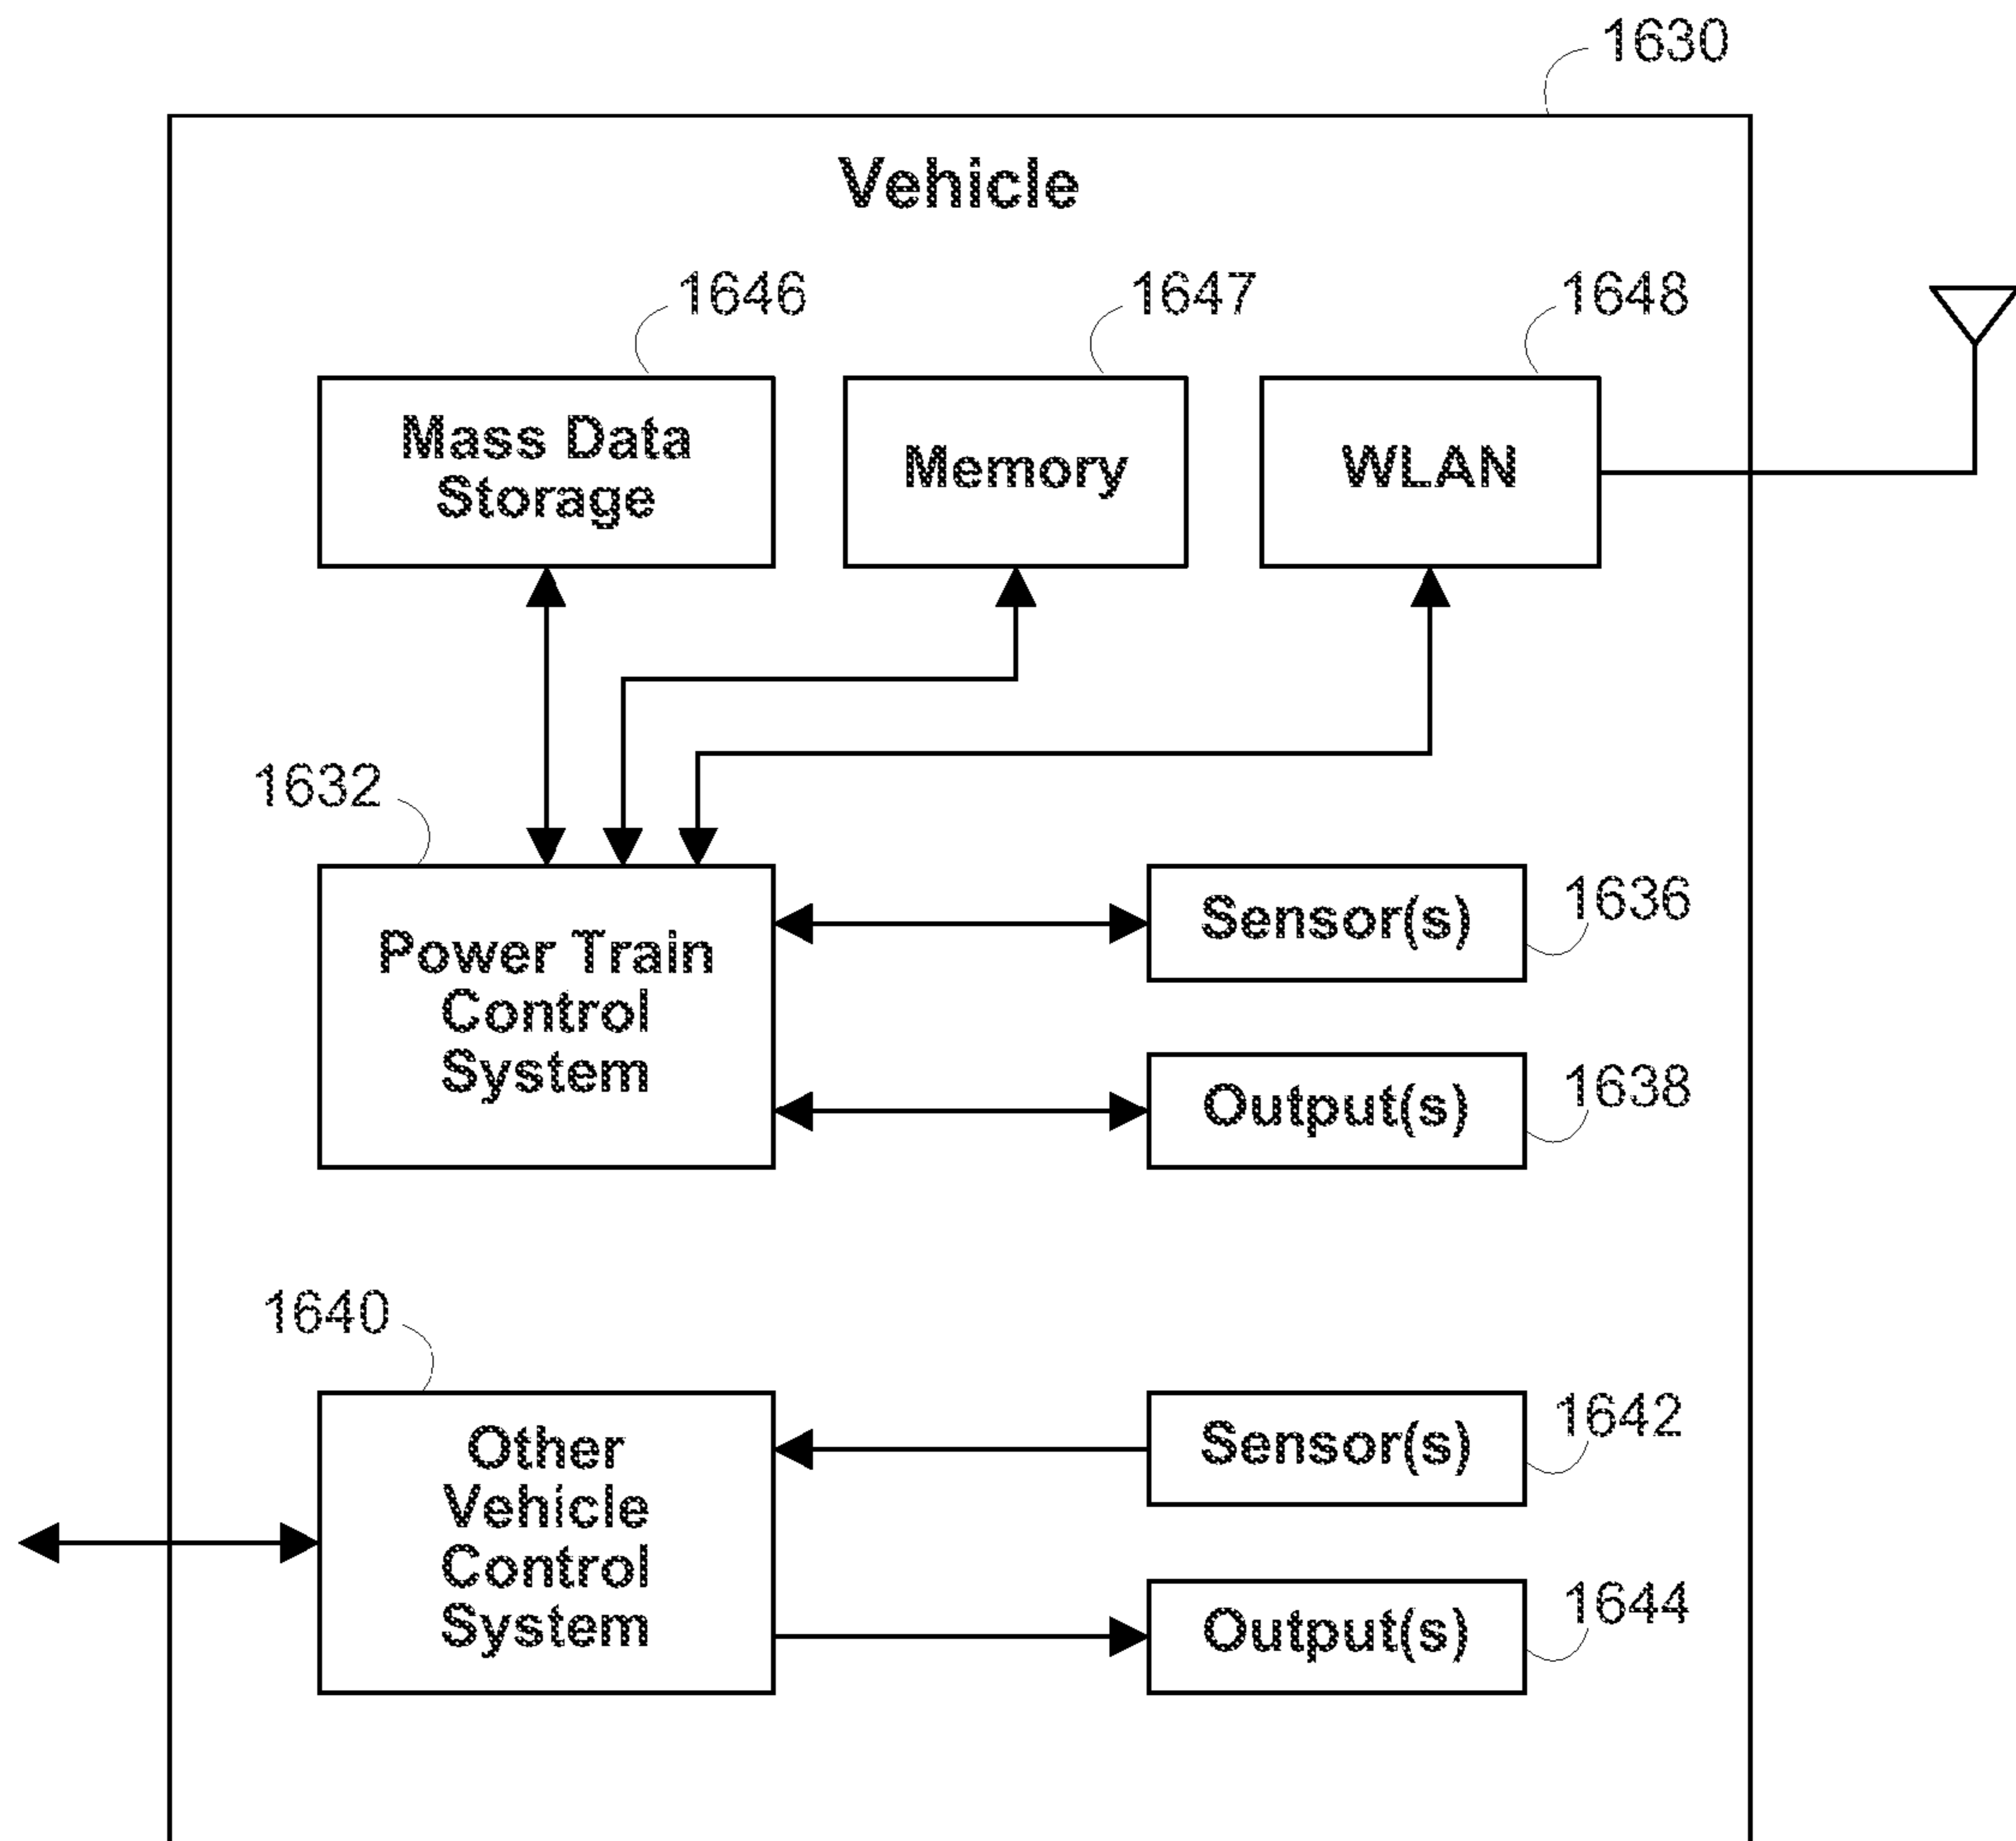 1630
Vehicle
1646
1647
1648
Mass Data
Storage
Memory
WLAN
1632
Power Train
Control
System
Sensor(s)
1636
Output(s)
1638
1640
Other
Vehicle
Control
System
Sensor(s)
1642
Output(s)
1644